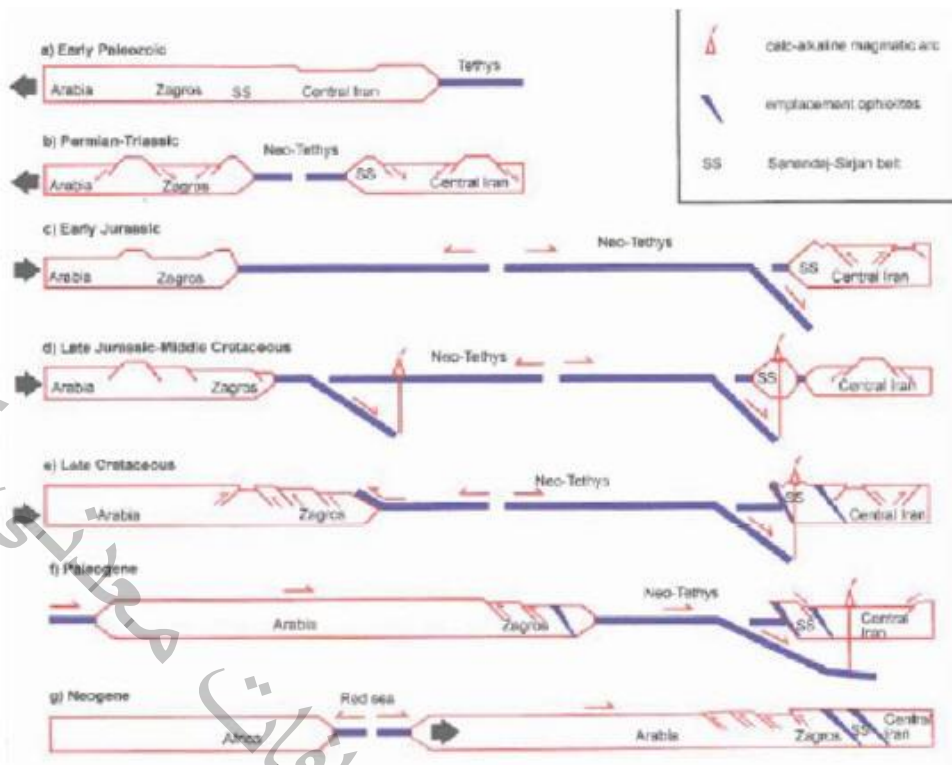 a) Early Paleozoic
Arabia Zagros SS Central Iran Tethys
b) Permian-Triassic
Neo-Tethys
Arabia Zagros SS Central Iran
c) Early Jurassic
Neo-Tethys
Arabia Zagros SS Central Iran
d) Late Jurassic-Middle Crutaceous
Neo-Tethys
Arabia Zagros SS Central Iran
e) Late Cretaceous
Neo-Tethys
Arabia Zagros SS Central Iran
f) Paleogene
Neo-Tethys
Arabia Zagros SS Central
Iran
g) Neogene
Red sea
Africa Arabia Zagros SS Central
Iran
calc-alkaline magmatic arc
emplacement ophiolites
SS Sanandaj-Sirjan belt